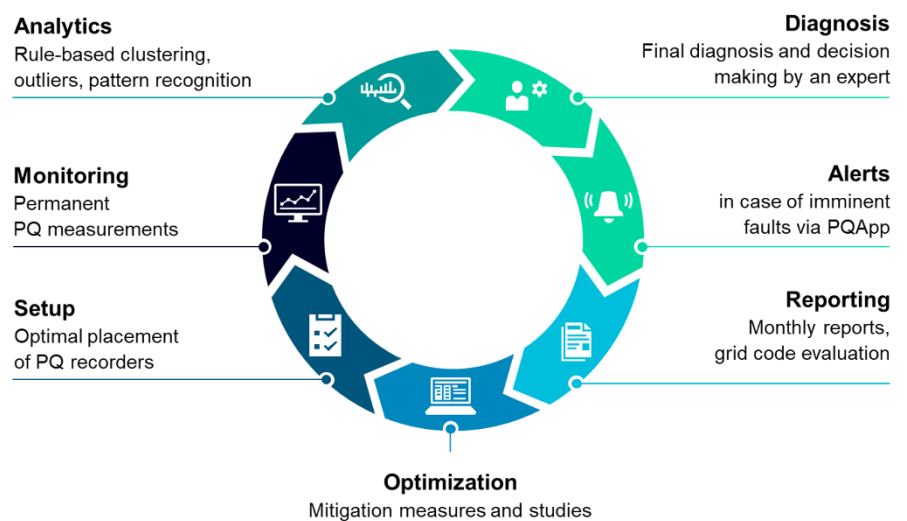 Analytics
Rule-based clustering,
outliers, pattern recognition
Diagnosis
Final diagnosis and decision
making by an expert
Monitoring
Permanent
PQ measurements
Alerts
in case of imminent
faults via PQApp
Setup
Optimal placement
of PQ recorders
Reporting
Monthly reports,
grid code evaluation
Optimization
Mitigation measures and studies